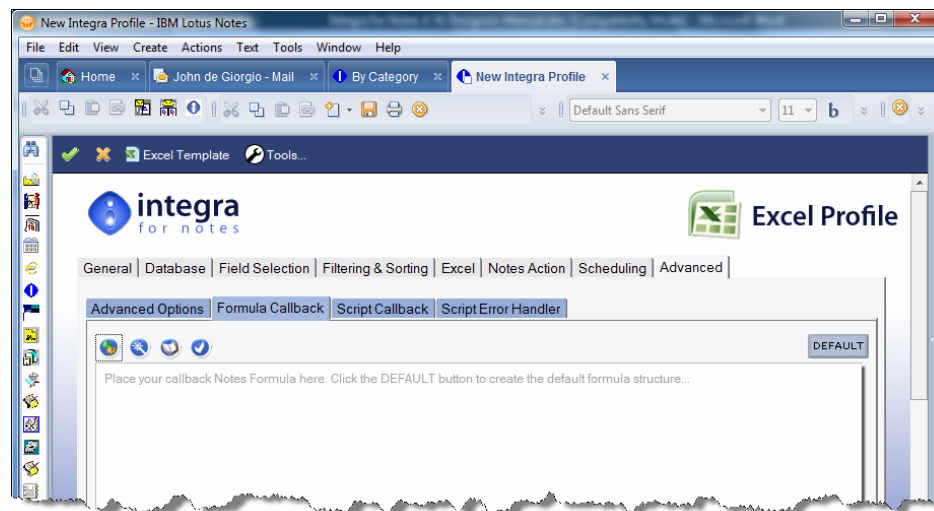 New Integra Profile - IBM Lotus Notes
File Edit View Create Actions Text Tools Window Help
Home John de Giorgio - Mail By Category New Integra Profile
Default Sans Serif 11 b
Excel Template Tools...
integra
for notes
Excel Profile
General Database Field Selection Filtering & Sorting Excel Notes Action Scheduling Advanced
Advanced Options Formula Callback Script Callback Script Error Handler
DEFAULT
Place your callback Notes Formula here. Click the DEFAULT button to create the default formula structure...